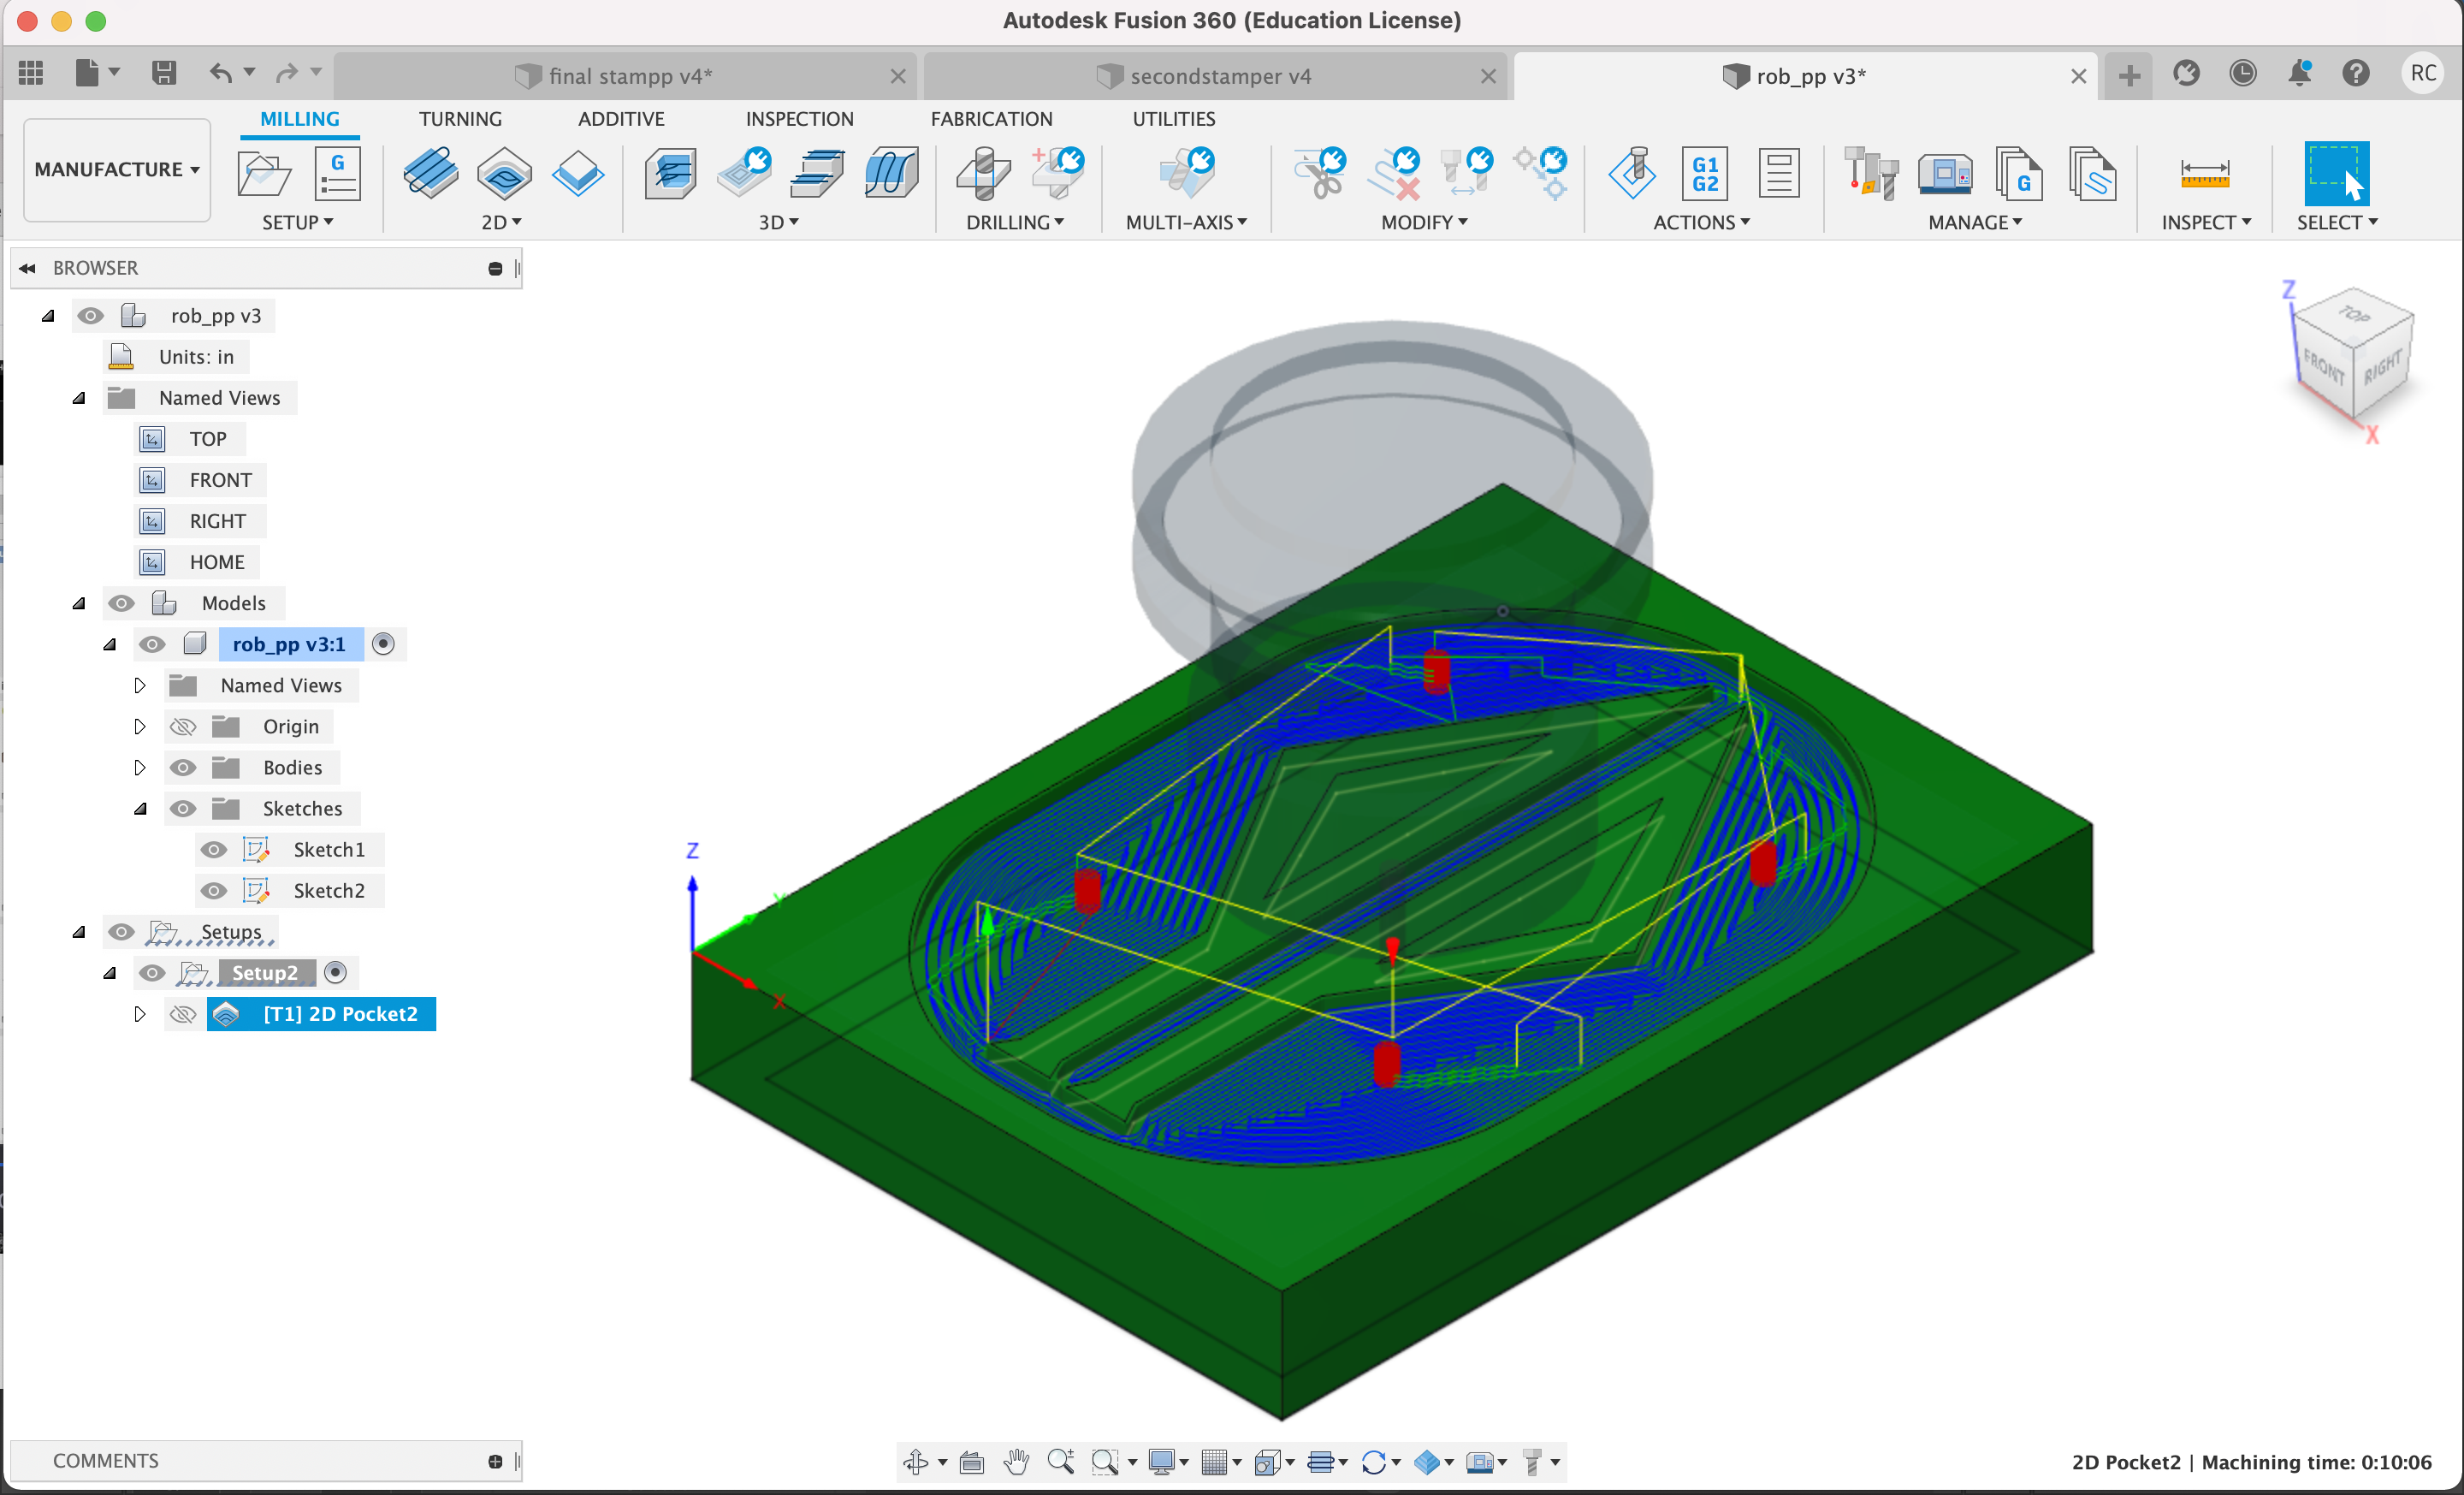 Autodesk Fusion 360 (Education License)
final stampp v4*
secondstamper v4
rob_pp v3*
RC
MANUFACTURE
MILLING
TURNING
ADDITIVE
INSPECTION
FABRICATION
UTILITIES
G
G1
G2
G
SETUP
2D
3D
DRILLING
MULTI-AXIS
MODIFY
ACTIONS
MANAGE
INSPECT
SELECT
BROWSER
rob_pp v3
Units: in
Named Views
TOP
FRONT
RIGHT
HOME
Models
rob_pp v3:1
Named Views
Origin
Bodies
Sketches
Sketch1
Sketch2
Setups
Setup2
[T1] 2D Pocket2
Z
TOP
FRONT
RIGHT
X
Z
Y
X
COMMENTS
2D Pocket2 | Machining time: 0:10:06